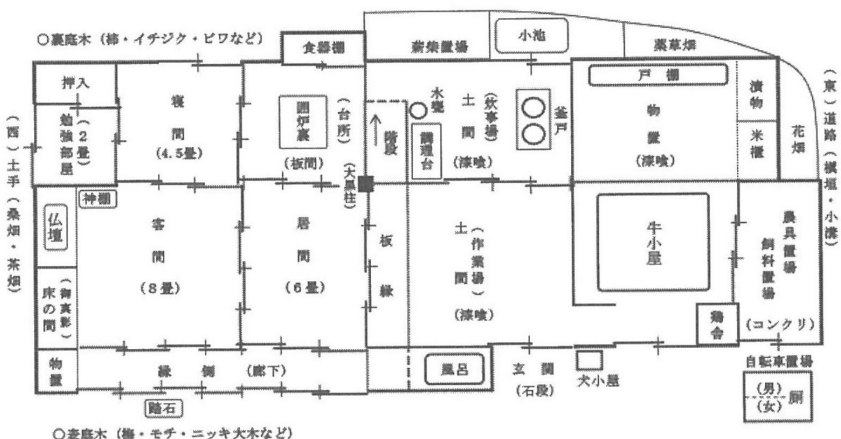 ○裏庭木（柿・イチジク・ビワなど）
食器棚
薪柴置場
小池
薬草畑
押入
寝間
(4.5畳)
囲炉裏
(台所)
(板間)
階段
水甕
土間
(炊事場)
調理台
(漆喰)
釜戸
戸棚
物置
(漆喰)
漬物
米櫃
花畑
(東)道路(槇垣・小溝)
(西)土手(桑畑・茶畑)
勉強部屋
(2畳)
(大黒柱)
神棚
仏壇
客間
(8畳)
居間
(6畳)
板縁
土間
(作業場)
(漆喰)
牛小屋
農具置場
飼料置場
(コンクリ)
床の間
(御真影)
鶏舎
物置
縁側
(廊下)
風呂
玄関
(石段)
犬小屋
自転車置場
(男)
(女)
厠
踏石
○表庭木（梅・モチ・ニッキ大木など）